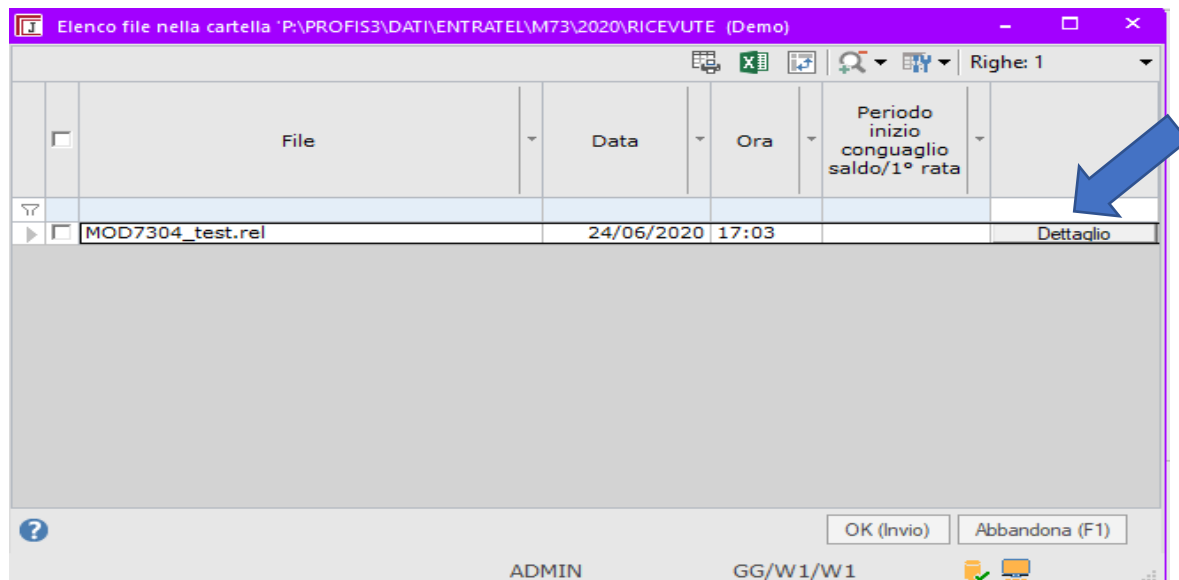 Elenco file nella cartella 'P:\PROFIS3\DATI\ENTRATEL\M73\2020\RICEVUTE (Demo)
Righe: 1
File
Data
Ora
Periodo
inizio
conguaglio
saldo/1° rata
MOD7304_test.rel 24/06/2020 17:03 Dettaglio
OK (Invio) Abbandona (F1)
ADMIN GG/W1/W1